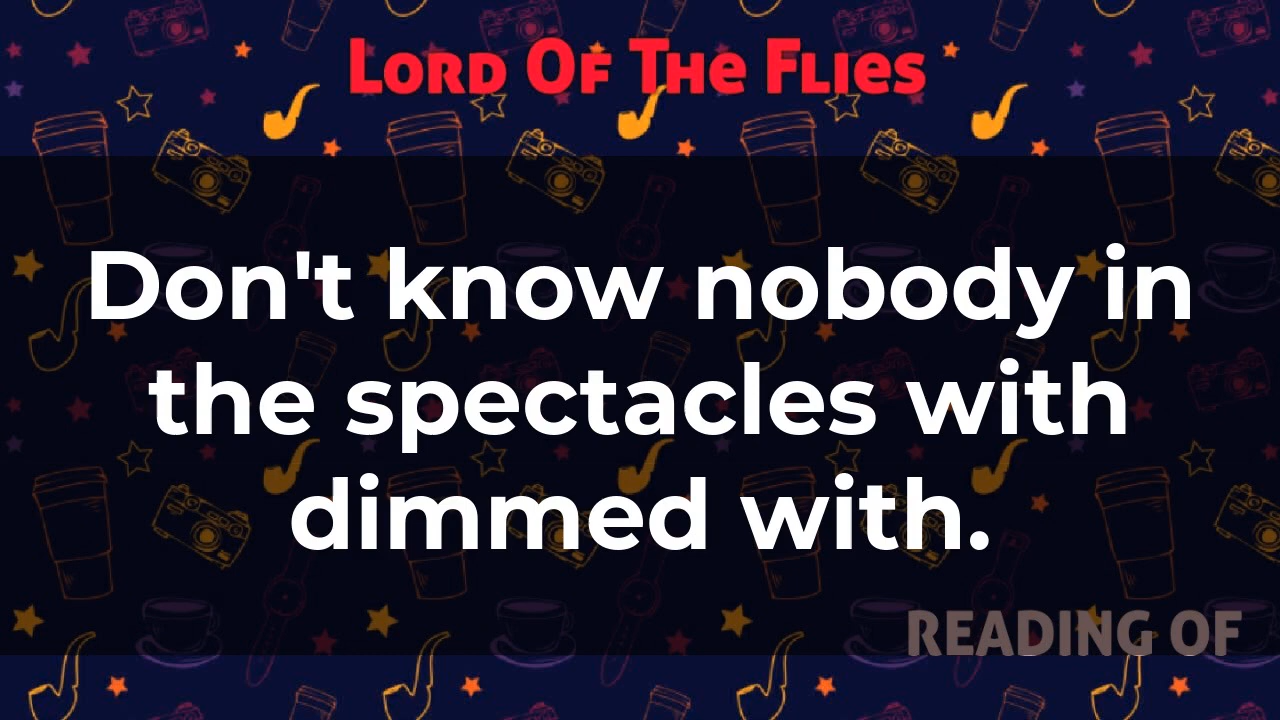 Lord Of The Flies
Don't know nobody in
the spectacles with
dimmed with.
READING OF